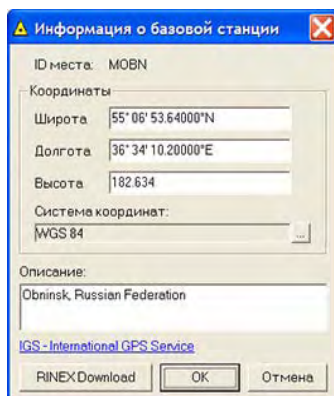 Информация о базовой станции
ID места: MOBN
Координаты
Широта 55° 06' 53.64000"N
Долгота 36° 34' 10.20000"E
Высота 182.634
Система координат:
WGS 84 ...
Описание:
Obninsk, Russian Federation
IGS - International GPS Service
RINEX Download OK Отмена